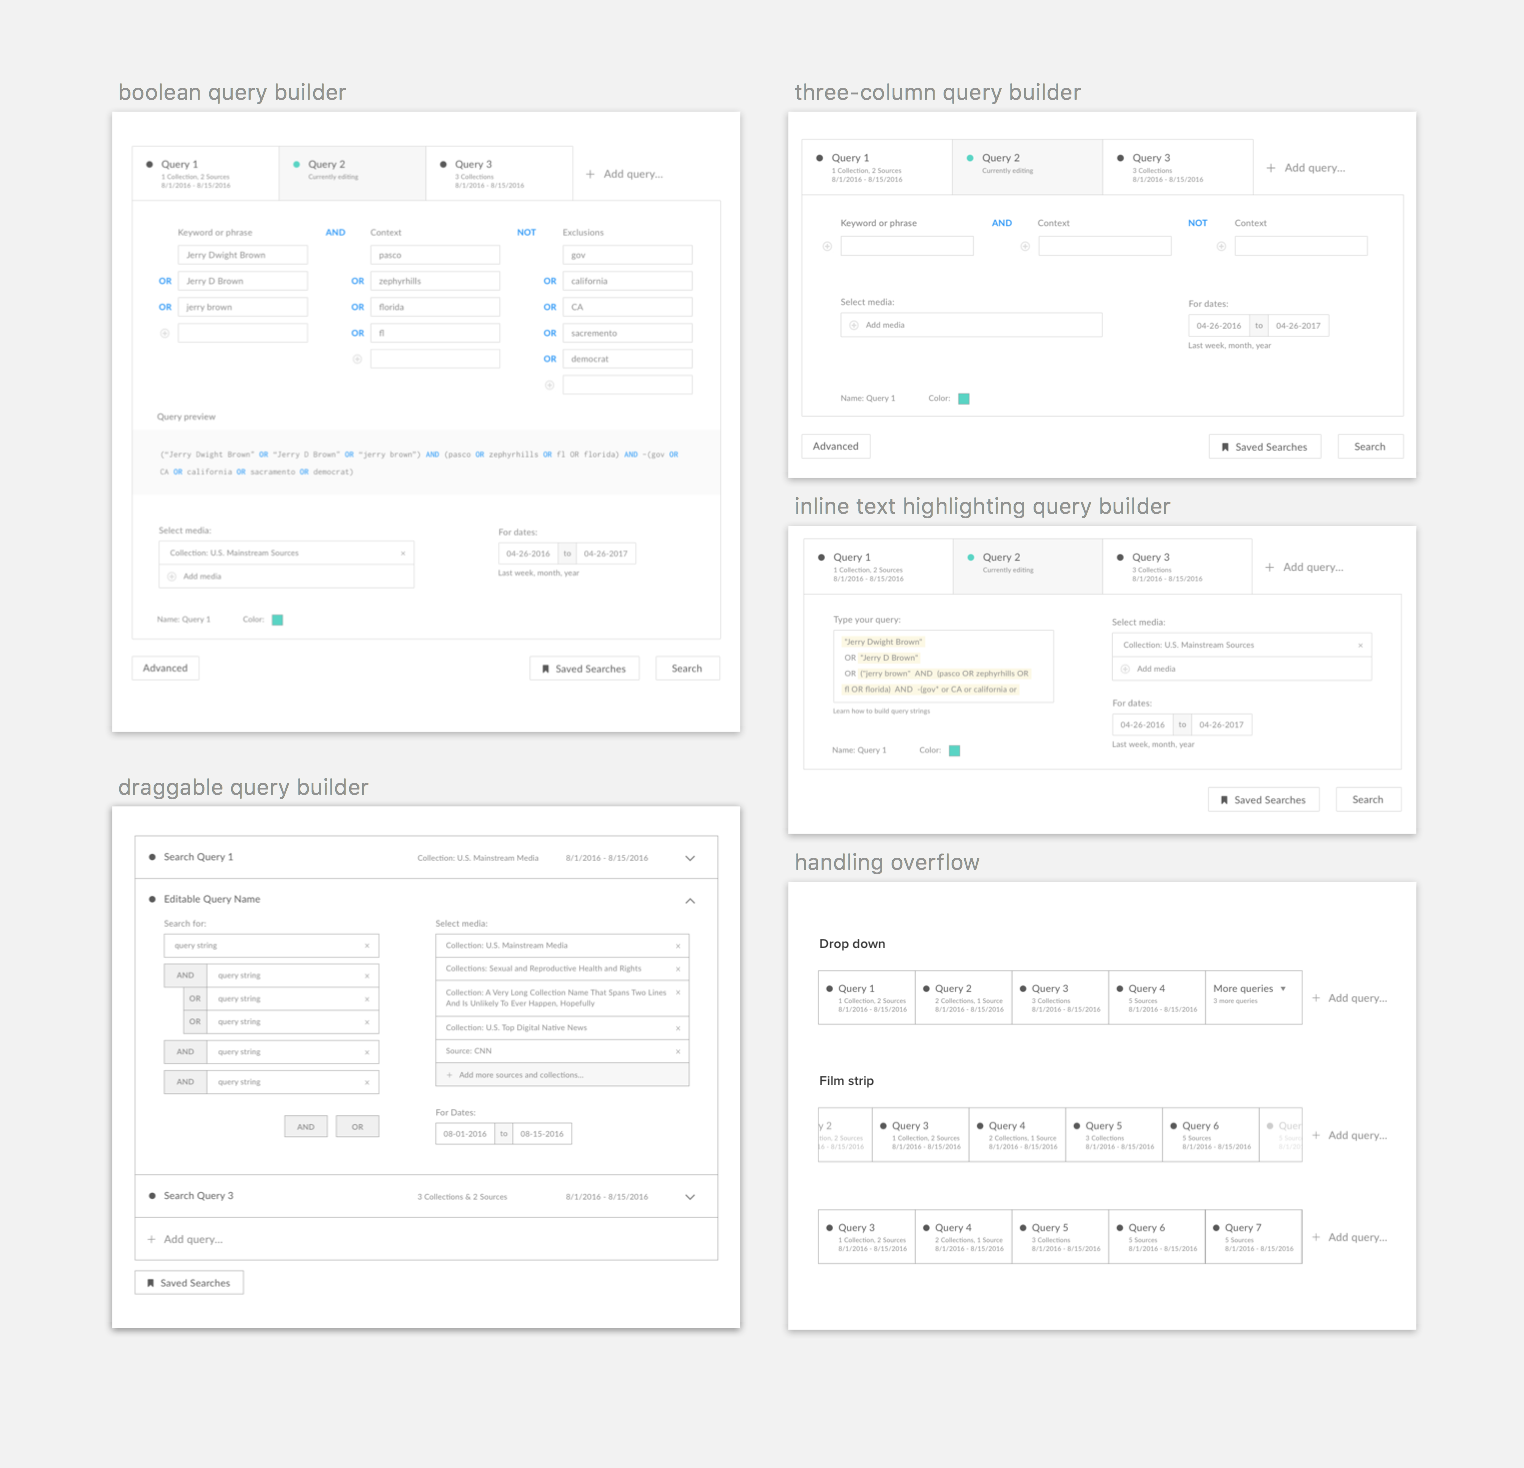 boolean query builder
Query 1
1 Collection, 2 Sources
8/1/2016 - 8/15/2016
Query 2
Currently editing
Query 3
3 Collections
8/1/2016 - 8/15/2016
+ Add query...
Keyword or phrase AND Context NOT Exclusions
Jerry Dwight Brown pasco gov
OR Jerry D Brown OR zephyrhills OR california
OR jerry brown OR florida OR CA
OR fl OR sacremento
OR democrat
Query preview
("Jerry Dwight Brown" OR "Jerry D Brown" OR "jerry brown") AND (pasco OR zephyrhills OR fl OR florida) AND -(gov OR
CA OR california OR sacramento OR democrat)
Select media: For dates:
Collection: U.S. Mainstream Sources × 04-26-2016 to 04-26-2017
Add media Last week, month, year
Name: Query 1 Color:
Advanced Saved Searches Search
three-column query builder
Query 1
1 Collection, 2 Sources
8/1/2016 - 8/15/2016
Query 2
Currently editing
Query 3
3 Collections
8/1/2016 - 8/15/2016
+ Add query...
Keyword or phrase AND Context NOT Context
Select media: For dates:
Add media 04-26-2016 to 04-26-2017
Last week, month, year
Name: Query 1 Color:
Advanced Saved Searches Search
inline text highlighting query builder
Query 1
1 Collection, 2 Sources
8/1/2016 - 8/15/2016
Query 2
Currently editing
Query 3
3 Collections
8/1/2016 - 8/15/2016
+ Add query...
Type your query:
"Jerry Dwight Brown"
OR "Jerry D Brown"
OR ("jerry brown" AND (pasco OR zephyrhills OR
fl OR florida) AND -(gov* or CA or california or
Learn how to build query strings
Name: Query 1 Color:
Select media:
Collection: U.S. Mainstream Sources ×
Add media
For dates:
04-26-2016 to 04-26-2017
Last week, month, year
Saved Searches Search
draggable query builder
Search Query 1 Collection: U.S. Mainstream Media 8/1/2016 - 8/15/2016
Editable Query Name
Search for:
query string ×
AND query string ×
OR query string ×
OR query string ×
AND query string ×
AND query string ×
AND OR
Select media:
Collection: U.S. Mainstream Media ×
Collections: Sexual and Reproductive Health and Rights ×
Collection: A Very Long Collection Name That Spans Two Lines ×
And Is Unlikely To Ever Happen, Hopefully
Collection: U.S. Top Digital Native News ×
Source: CNN ×
+ Add more sources and collections...
For Dates:
08-01-2016 to 08-15-2016
Search Query 3 3 Collections & 2 Sources 8/1/2016 - 8/15/2016
+ Add query...
Saved Searches
handling overflow
Drop down
Query 1
1 Collection, 2 Sources
8/1/2016 - 8/15/2016
Query 2
2 Collections, 1 Source
8/1/2016 - 8/15/2016
Query 3
3 Collections
8/1/2016 - 8/15/2016
Query 4
5 Sources
8/1/2016 - 8/15/2016
More queries ▼
3 more queries
+ Add query...
Film strip
y 2
tion, 2 Sources
6 - 8/15/2016
Query 3
1 Collection, 2 Sources
8/1/2016 - 8/15/2016
Query 4
2 Collections, 1 Source
8/1/2016 - 8/15/2016
Query 5
3 Collections
8/1/2016 - 8/15/2016
Query 6
5 Sources
8/1/2016 - 8/15/2016
Quer
+ Add query...
Query 3
1 Collection, 2 Sources
8/1/2016 - 8/15/2016
Query 4
2 Collections, 1 Source
8/1/2016 - 8/15/2016
Query 5
3 Collections
8/1/2016 - 8/15/2016
Query 6
5 Sources
8/1/2016 - 8/15/2016
Query 7
5 Sources
8/1/2016 - 8/15/2016
+ Add query...